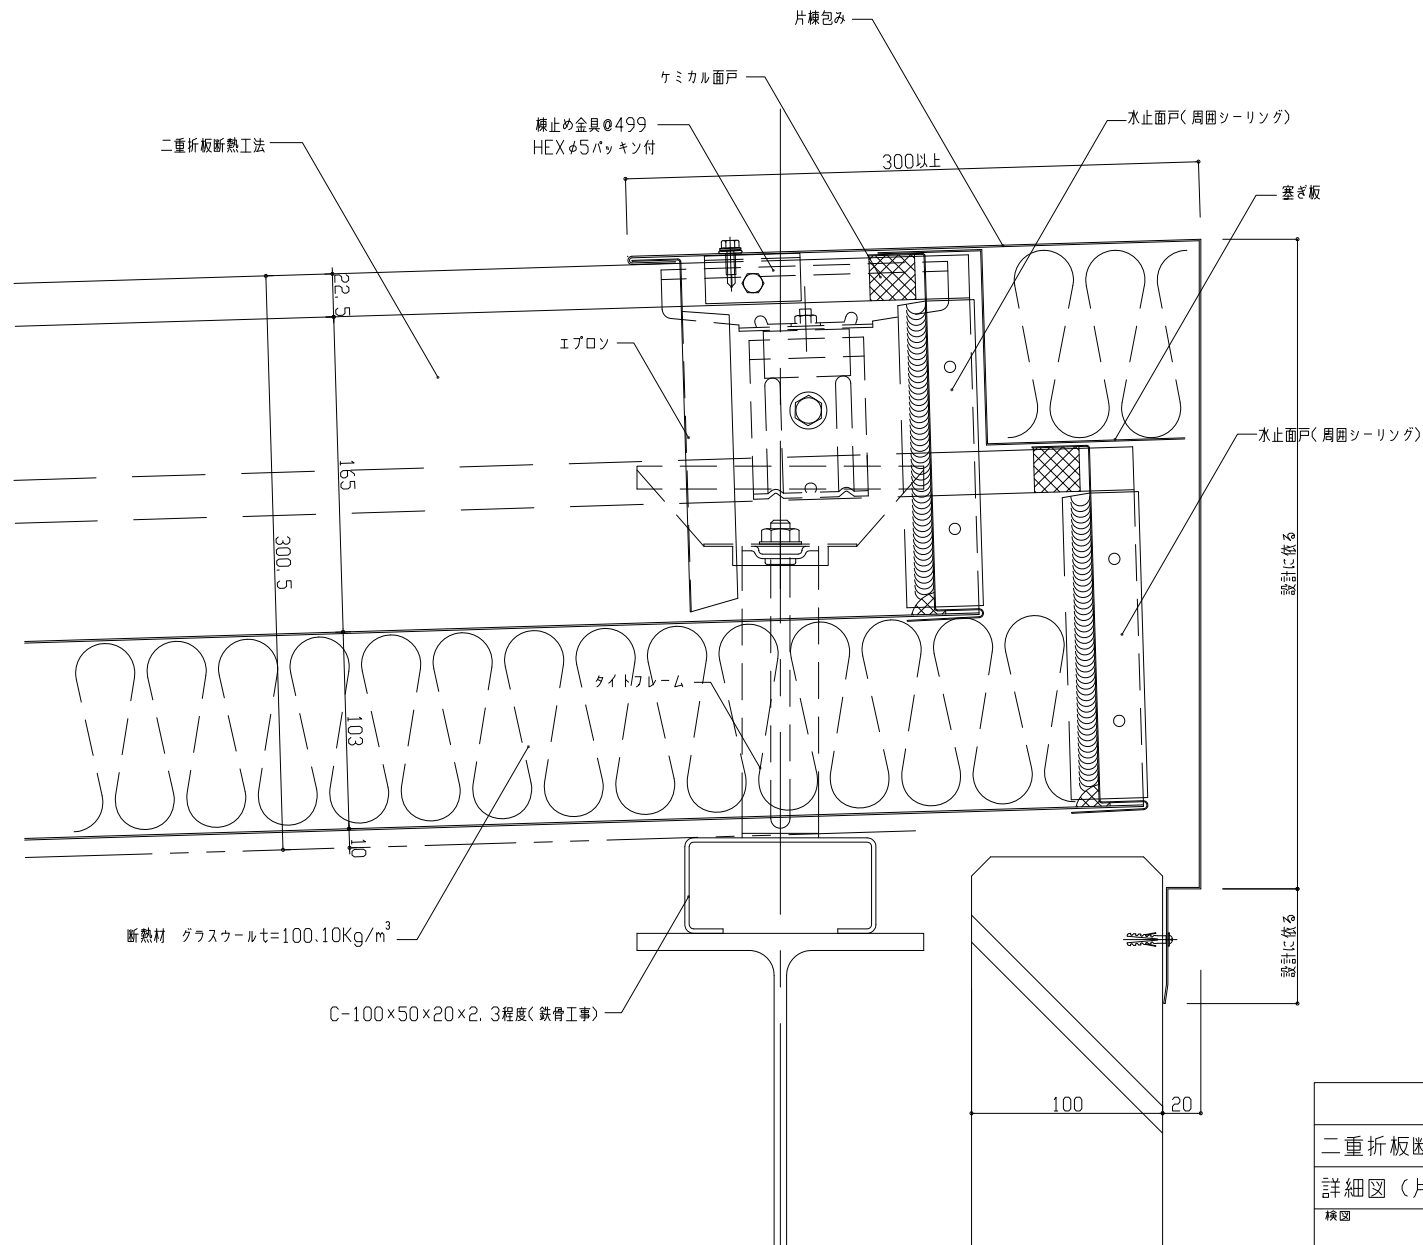 片棟包み
ケミカル面戸
棟止め金具@499
HEXφ5パッキン付
水止面戸(周囲シーリング)
二重折板断熱工法
300以上
塞ぎ板
22.5
エプロン
水止面戸(周囲シーリング)
165
300.5
設計に依る
タイトフレーム
103
10
断熱材 グラスウールt=100、10Kg/m³
設計に依る
C-100×50×20×2.3程度(鉄骨工事)
100
20
二重折板
詳細図
検図